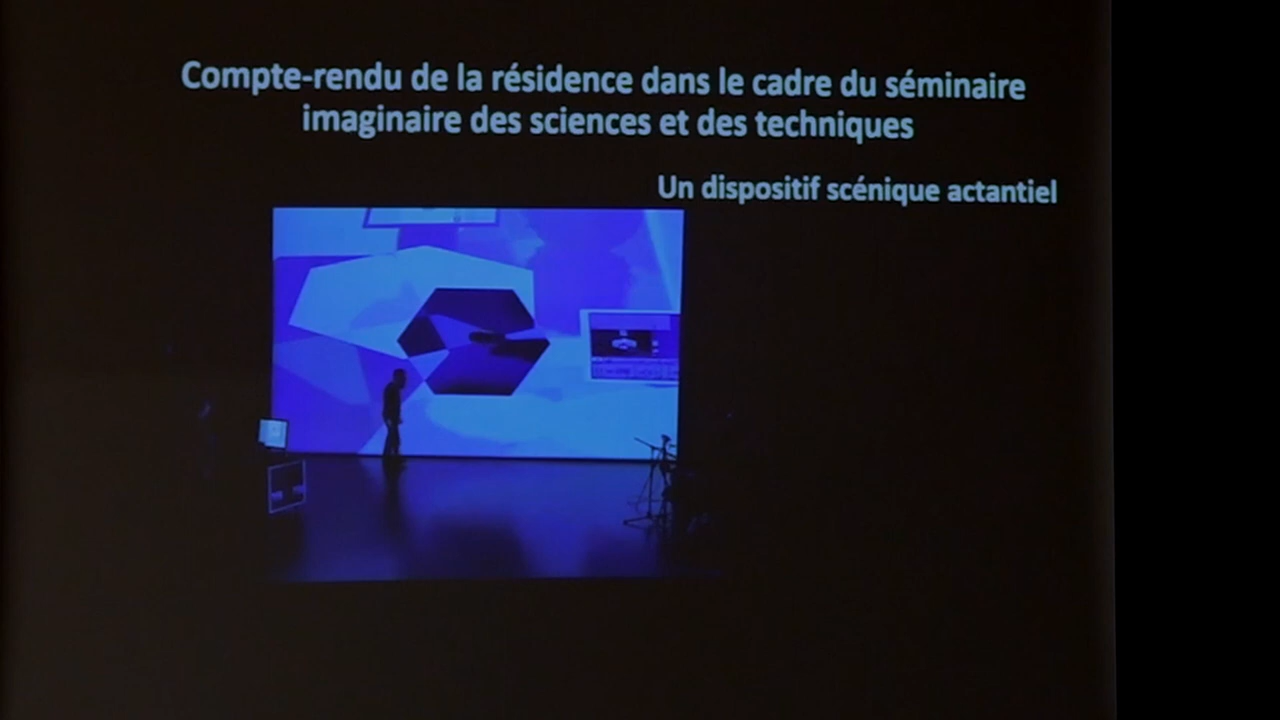 Compte-rendu de la résidence dans le cadre du séminaire
imaginaire des sciences et des techniques
Un dispositif scénique actantiel